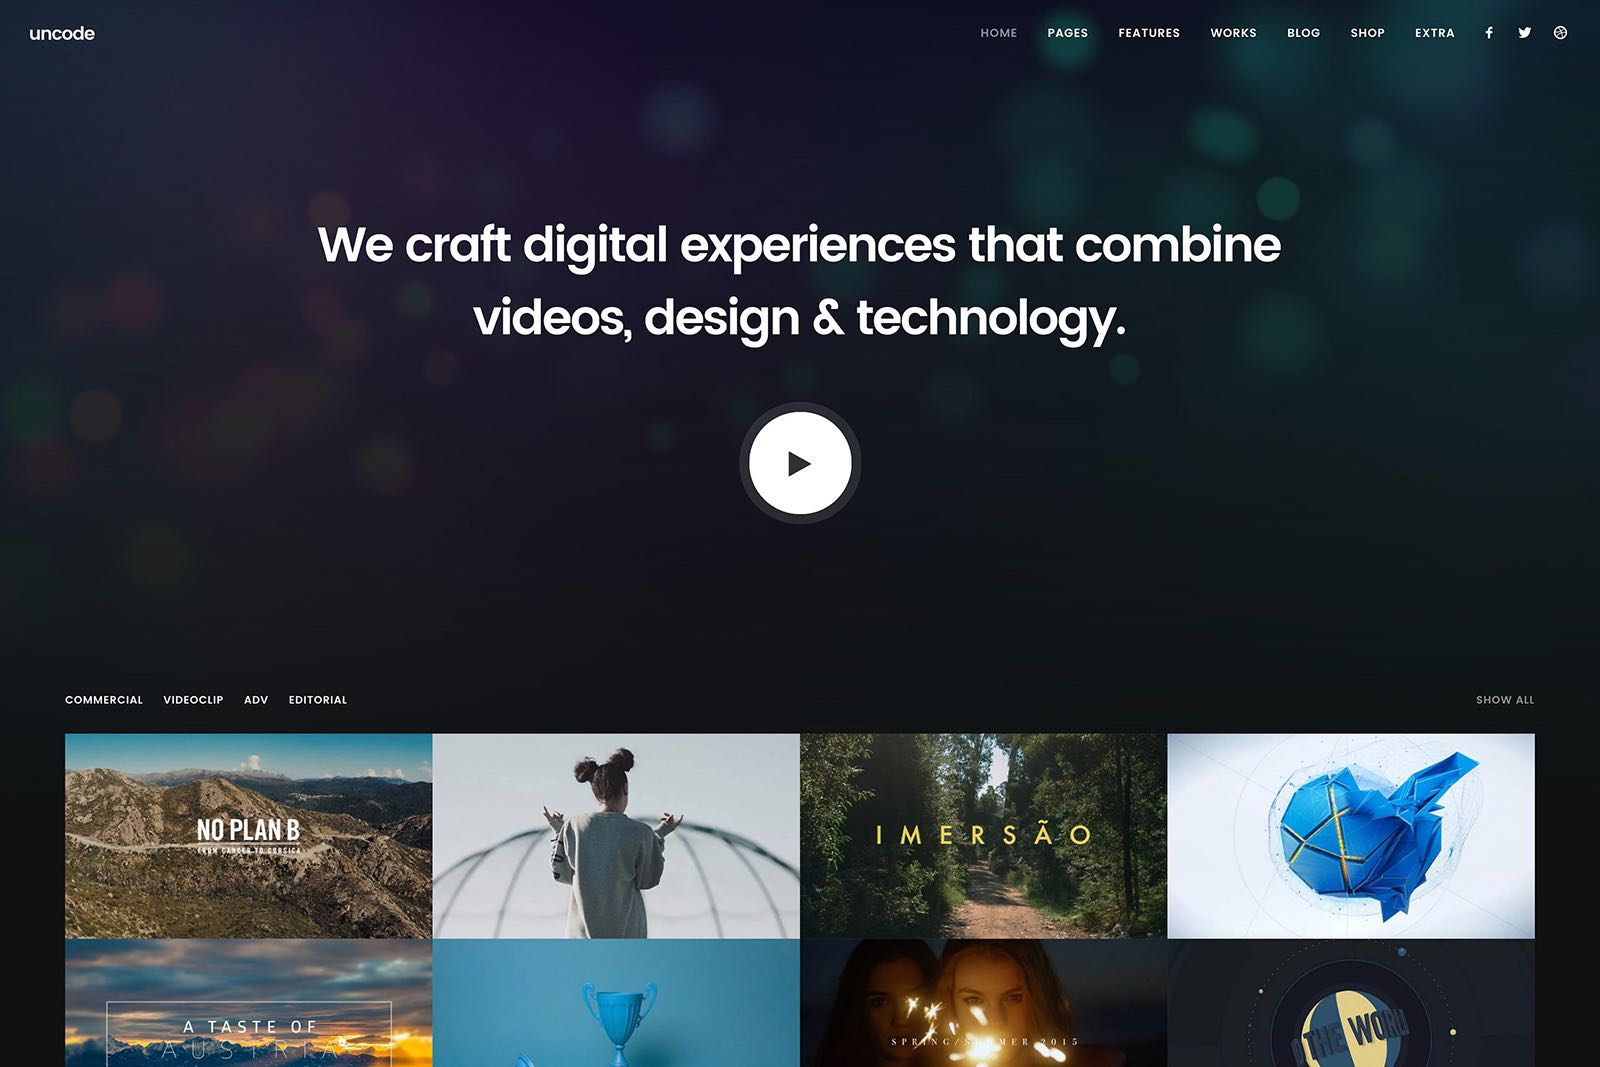 uncode
HOME PAGES FEATURES WORKS BLOG SHOP EXTRA
We craft digital experiences that combine
videos, design & technology.
COMMERCIAL VIDEOCLIP ADV EDITORIAL
SHOW ALL
NO PLAN B
FROM CANCER TO CORSICA
IMERSÃO
A TASTE OF
AUSTRIA
SPRING/SUMMER 2015
THE WORLD